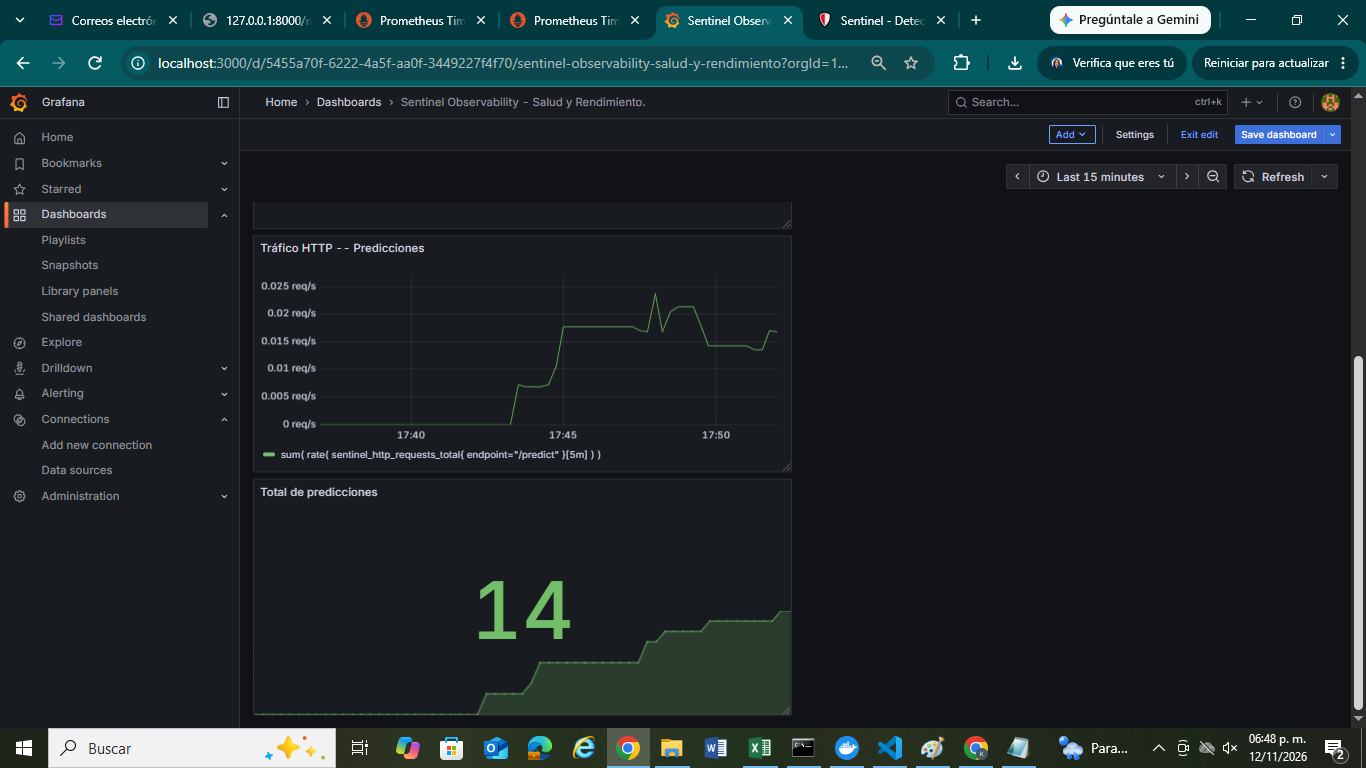 Correos electrón
127.0.0.1:8000/m
Prometheus Tim
Prometheus Tim
Sentinel Observ
Sentinel - Detec
Pregúntale a Gemini
localhost:3000/d/5455a70f-6222-4a5f-aa0f-3449227f4f70/sentinel-observability-salud-y-rendimiento?orgId=1...
Verifica que eres tú
Reiniciar para actualizar
Grafana
Home › Dashboards › Sentinel Observability - Salud y Rendimiento.
Search...
ctrl+k
Add
Settings
Exit edit
Save dashboard
Last 15 minutes
Refresh
Home
Bookmarks
Starred
Dashboards
Playlists
Snapshots
Library panels
Shared dashboards
Explore
Drilldown
Alerting
Connections
Add new connection
Data sources
Administration
Tráfico HTTP -- Predicciones
0.025 req/s
0.02 req/s
0.015 req/s
0.01 req/s
0.005 req/s
0 req/s
17:40 17:45 17:50
sum( rate( sentinel_http_requests_total{ endpoint="/predict" }[5m] ) )
Total de predicciones
14
Buscar
Para...
06:48 p. m.
12/11/2026
2